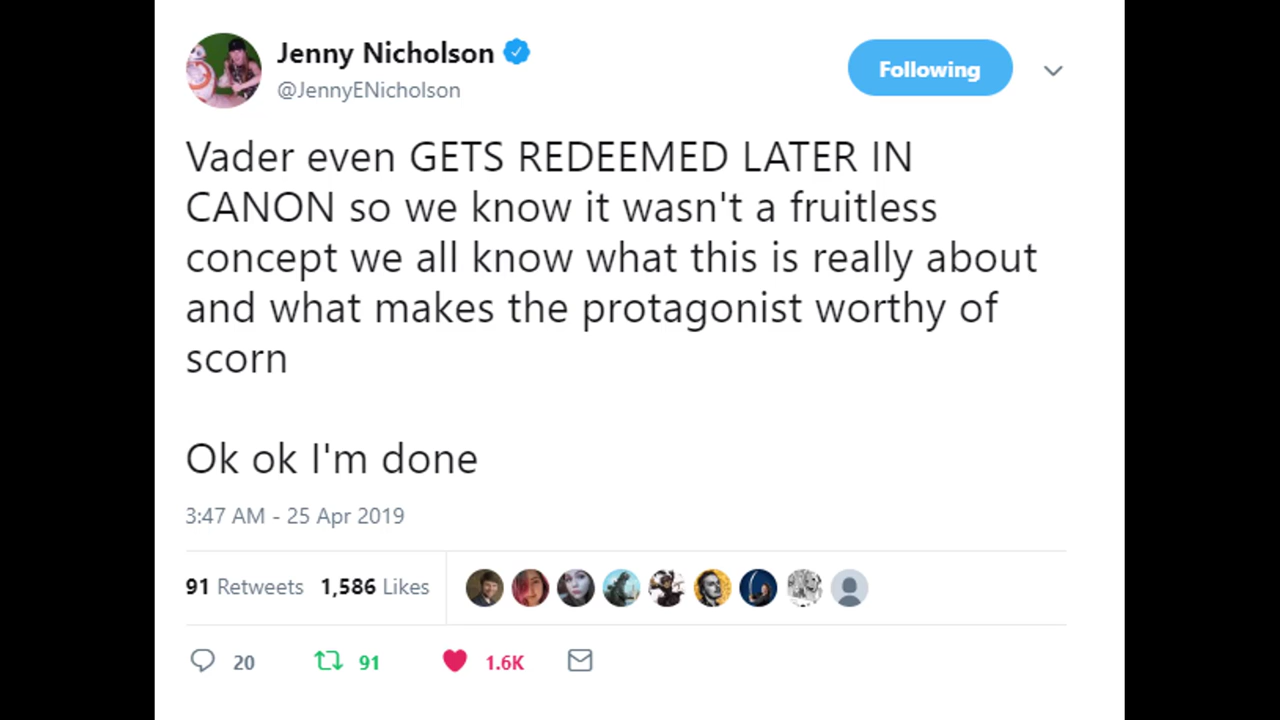 Jenny Nicholson
Following
@JennyENicholson
Vader even GETS REDEEMED LATER IN
CANON so we know it wasn't a fruitless
concept we all know what this is really about
and what makes the protagonist worthy of
scorn
Ok ok I'm done
3:47 AM - 25 Apr 2019
91 Retweets 1,586 Likes
20 91 1.6K